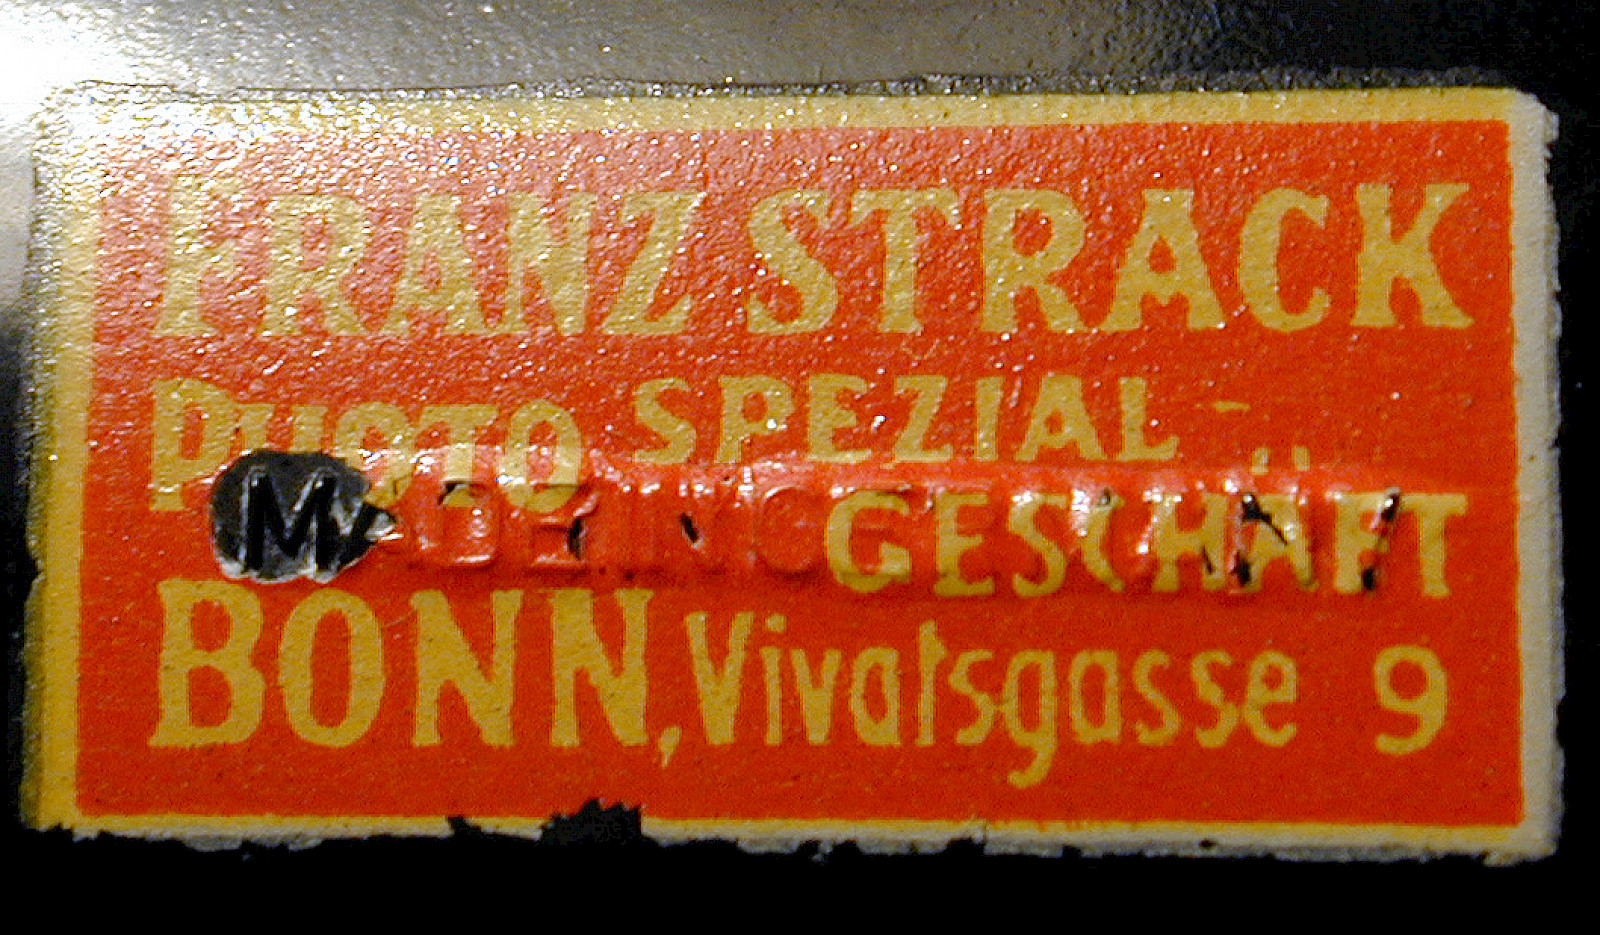 FRANZ STRACK
PHOTO SPEZIAL-
GESCHÄFT
BONN, Vivatsgasse 9